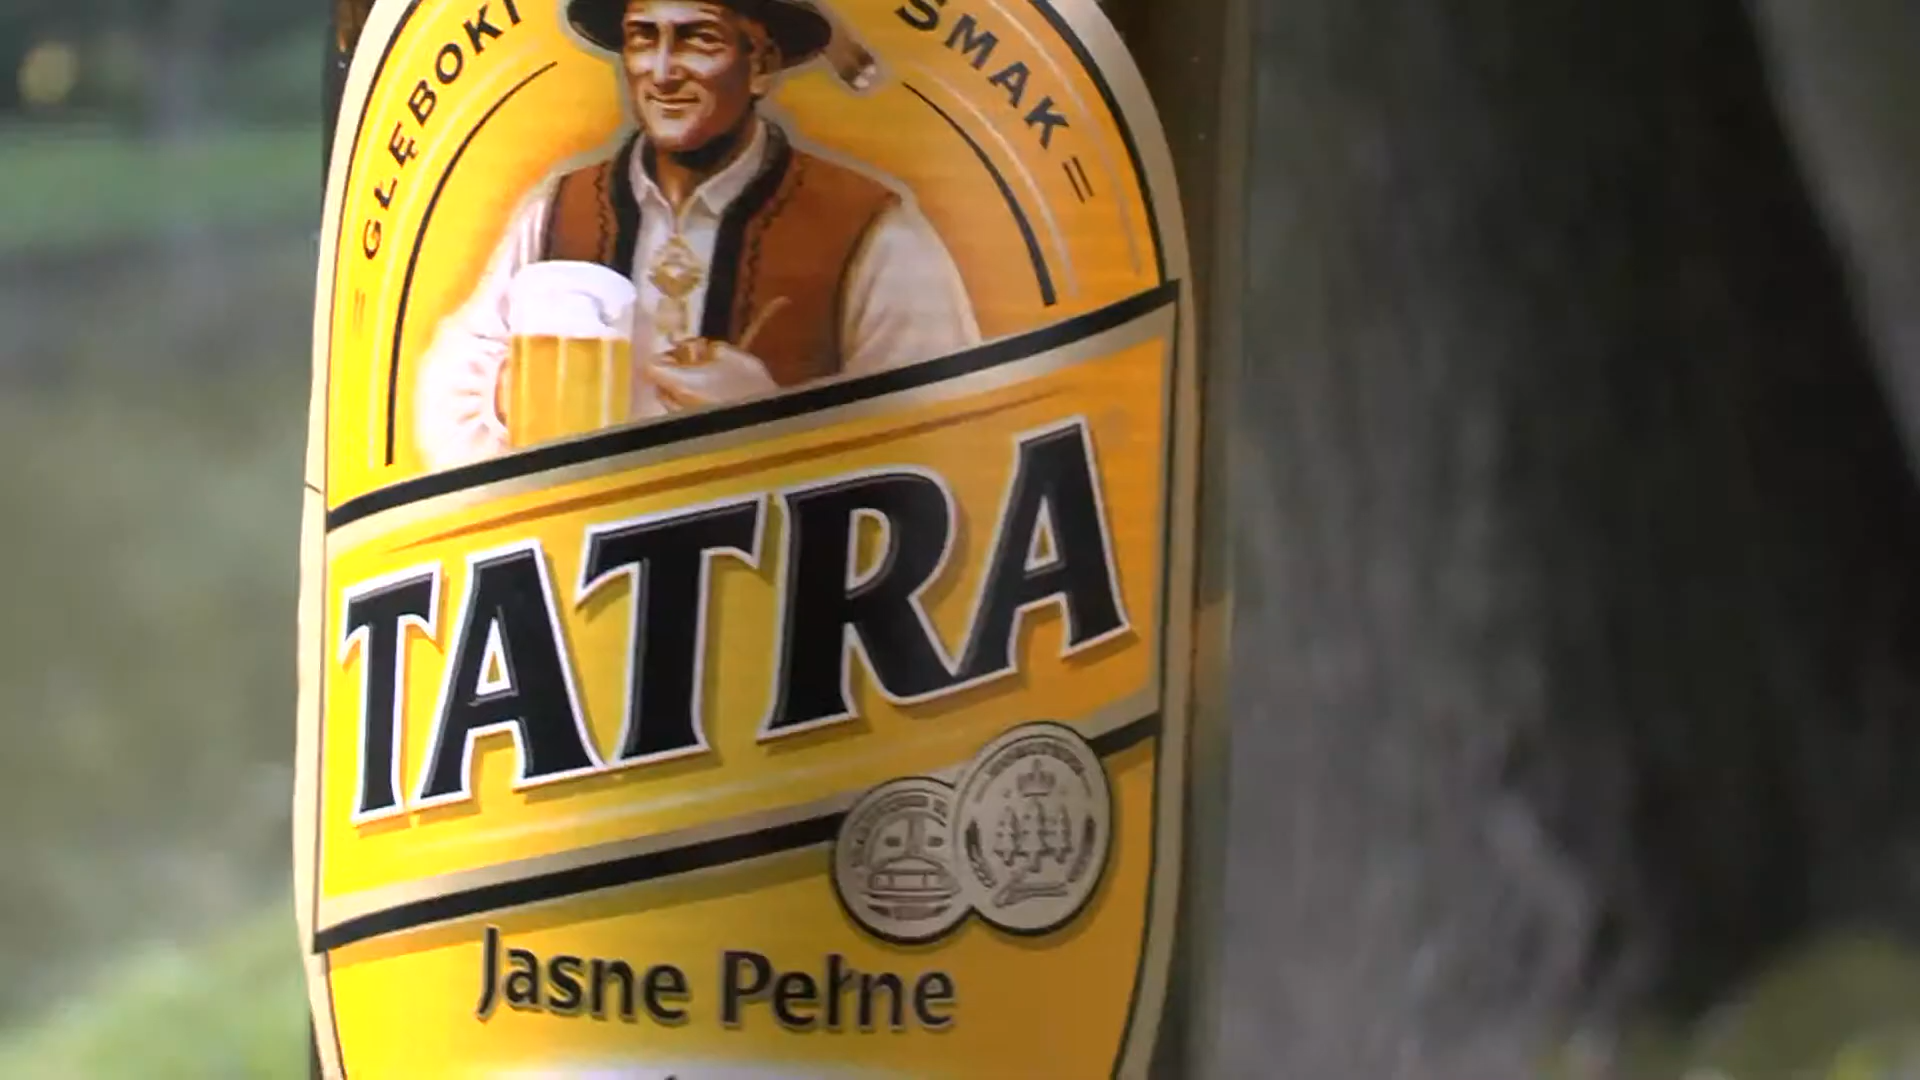 = GŁĘBOKI SMAK =
TATRA
Jasne Pełne